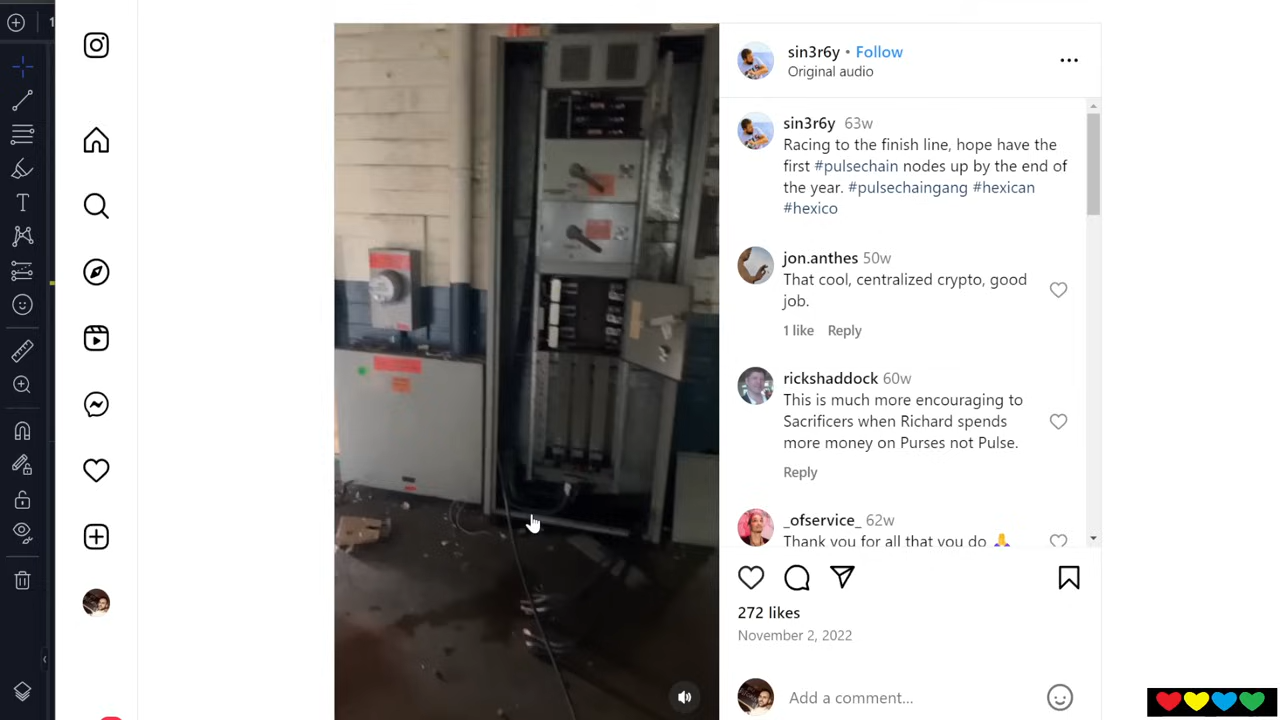 sin3r6y • Follow
Original audio
sin3r6y 63w
Racing to the finish line, hope have the
first #pulsechain nodes up by the end of
the year. #pulsechaingang #hexican
#hexico
jon.anthes 50w
That cool, centralized crypto, good
job.
1 like Reply
rickshaddock 60w
This is much more encouraging to
Sacrificers when Richard spends
more money on Purses not Pulse.
Reply
_ofservice_ 62w
Thank you for all that you do 🙏
272 likes
November 2, 2022
Add a comment...